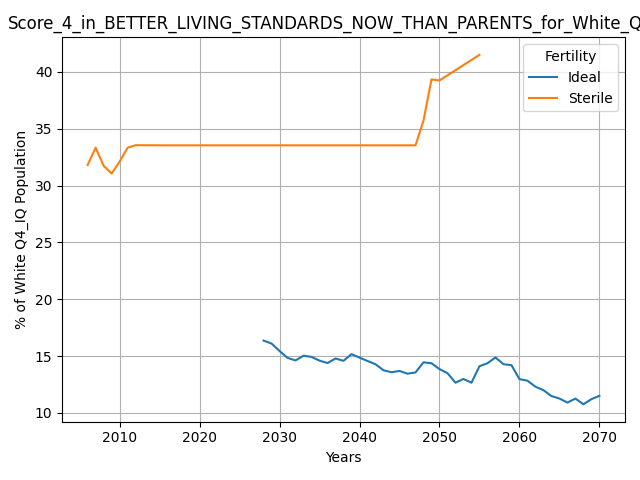 Score_4_in_BETTER_LIVING_STANDARDS_NOW_THAN_PARENTS_for_White_Q
Fertility
Ideal
Sterile
% of White Q4_IQ Population
40
35
30
25
20
15
10
2010 2020 2030 2040 2050 2060 2070
Years